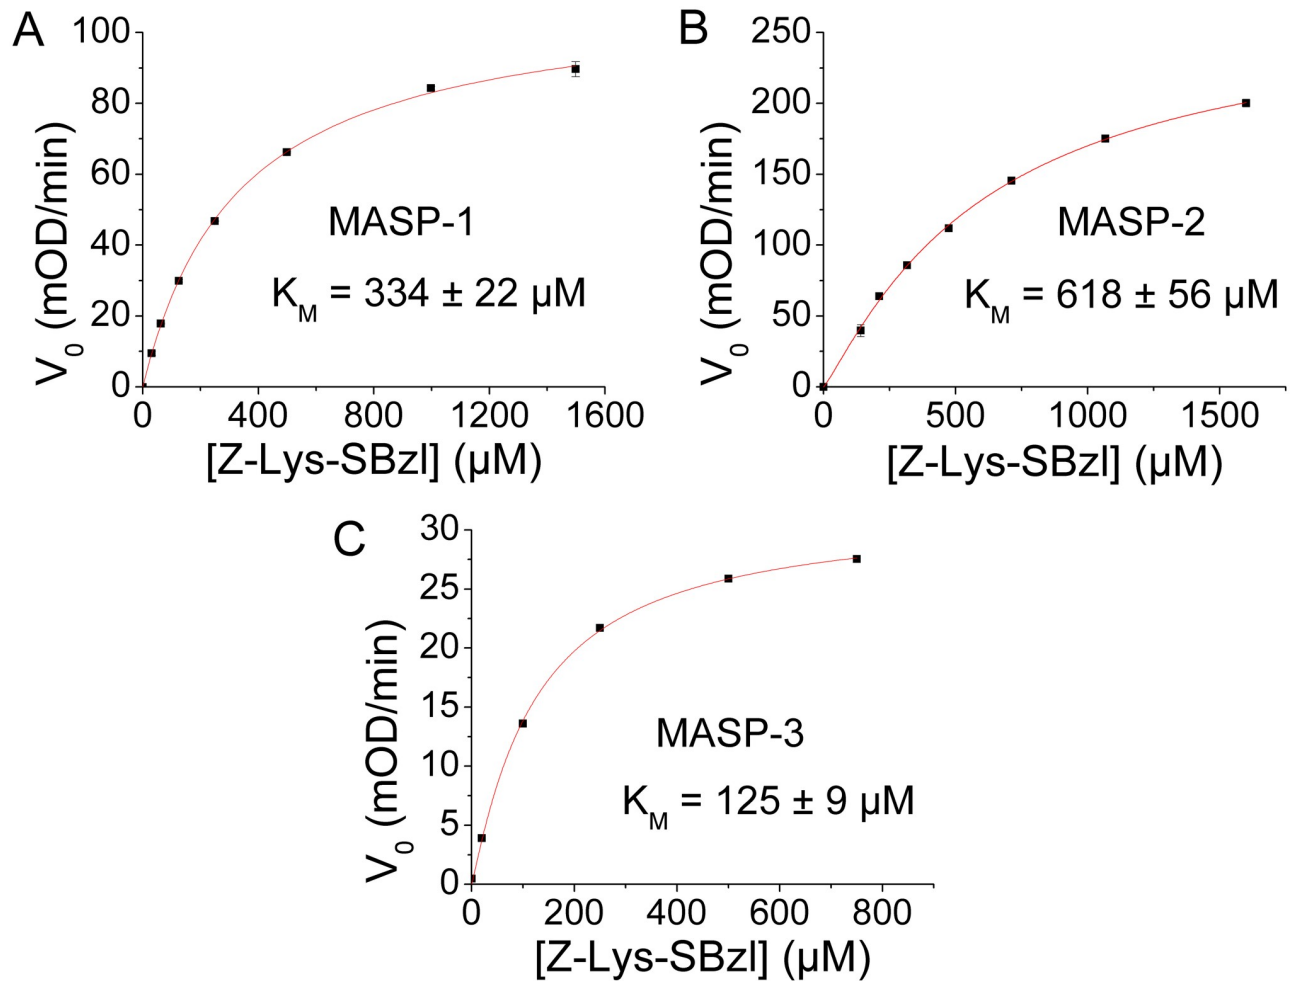 A
V0 (mOD/min)
100
80
60
40
20
0
0 400 800 1200 1600
[Z-Lys-SBzl] (µM)
MASP-1
KM = 334 ± 22 µM
B
V0 (mOD/min)
250
200
150
100
50
0
0 500 1000 1500
[Z-Lys-SBzl] (µM)
MASP-2
KM = 618 ± 56 µM
C
V0 (mOD/min)
30
25
20
15
10
5
0
0 200 400 600 800
[Z-Lys-SBzl] (µM)
MASP-3
KM = 125 ± 9 µM